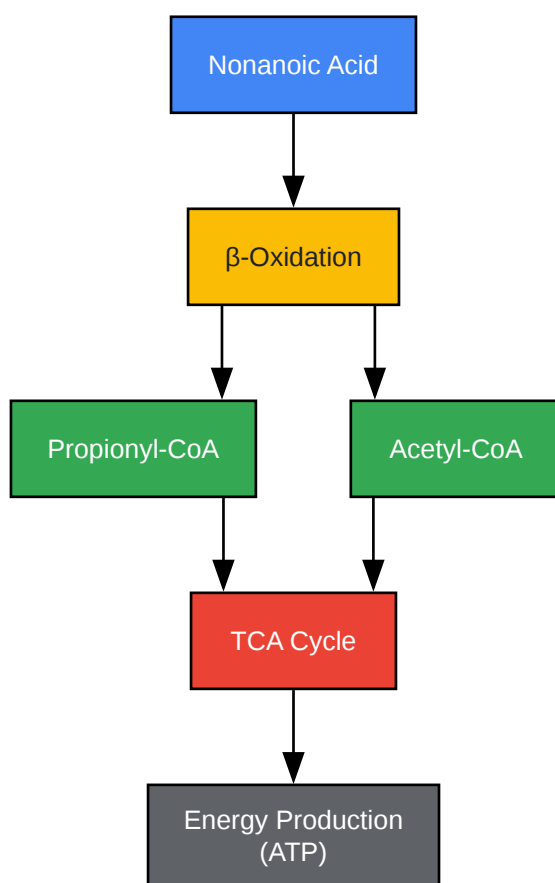 Nonanoic Acid
β-Oxidation
Propionyl-CoA
Acetyl-CoA
TCA Cycle
Energy Production
(ATP)